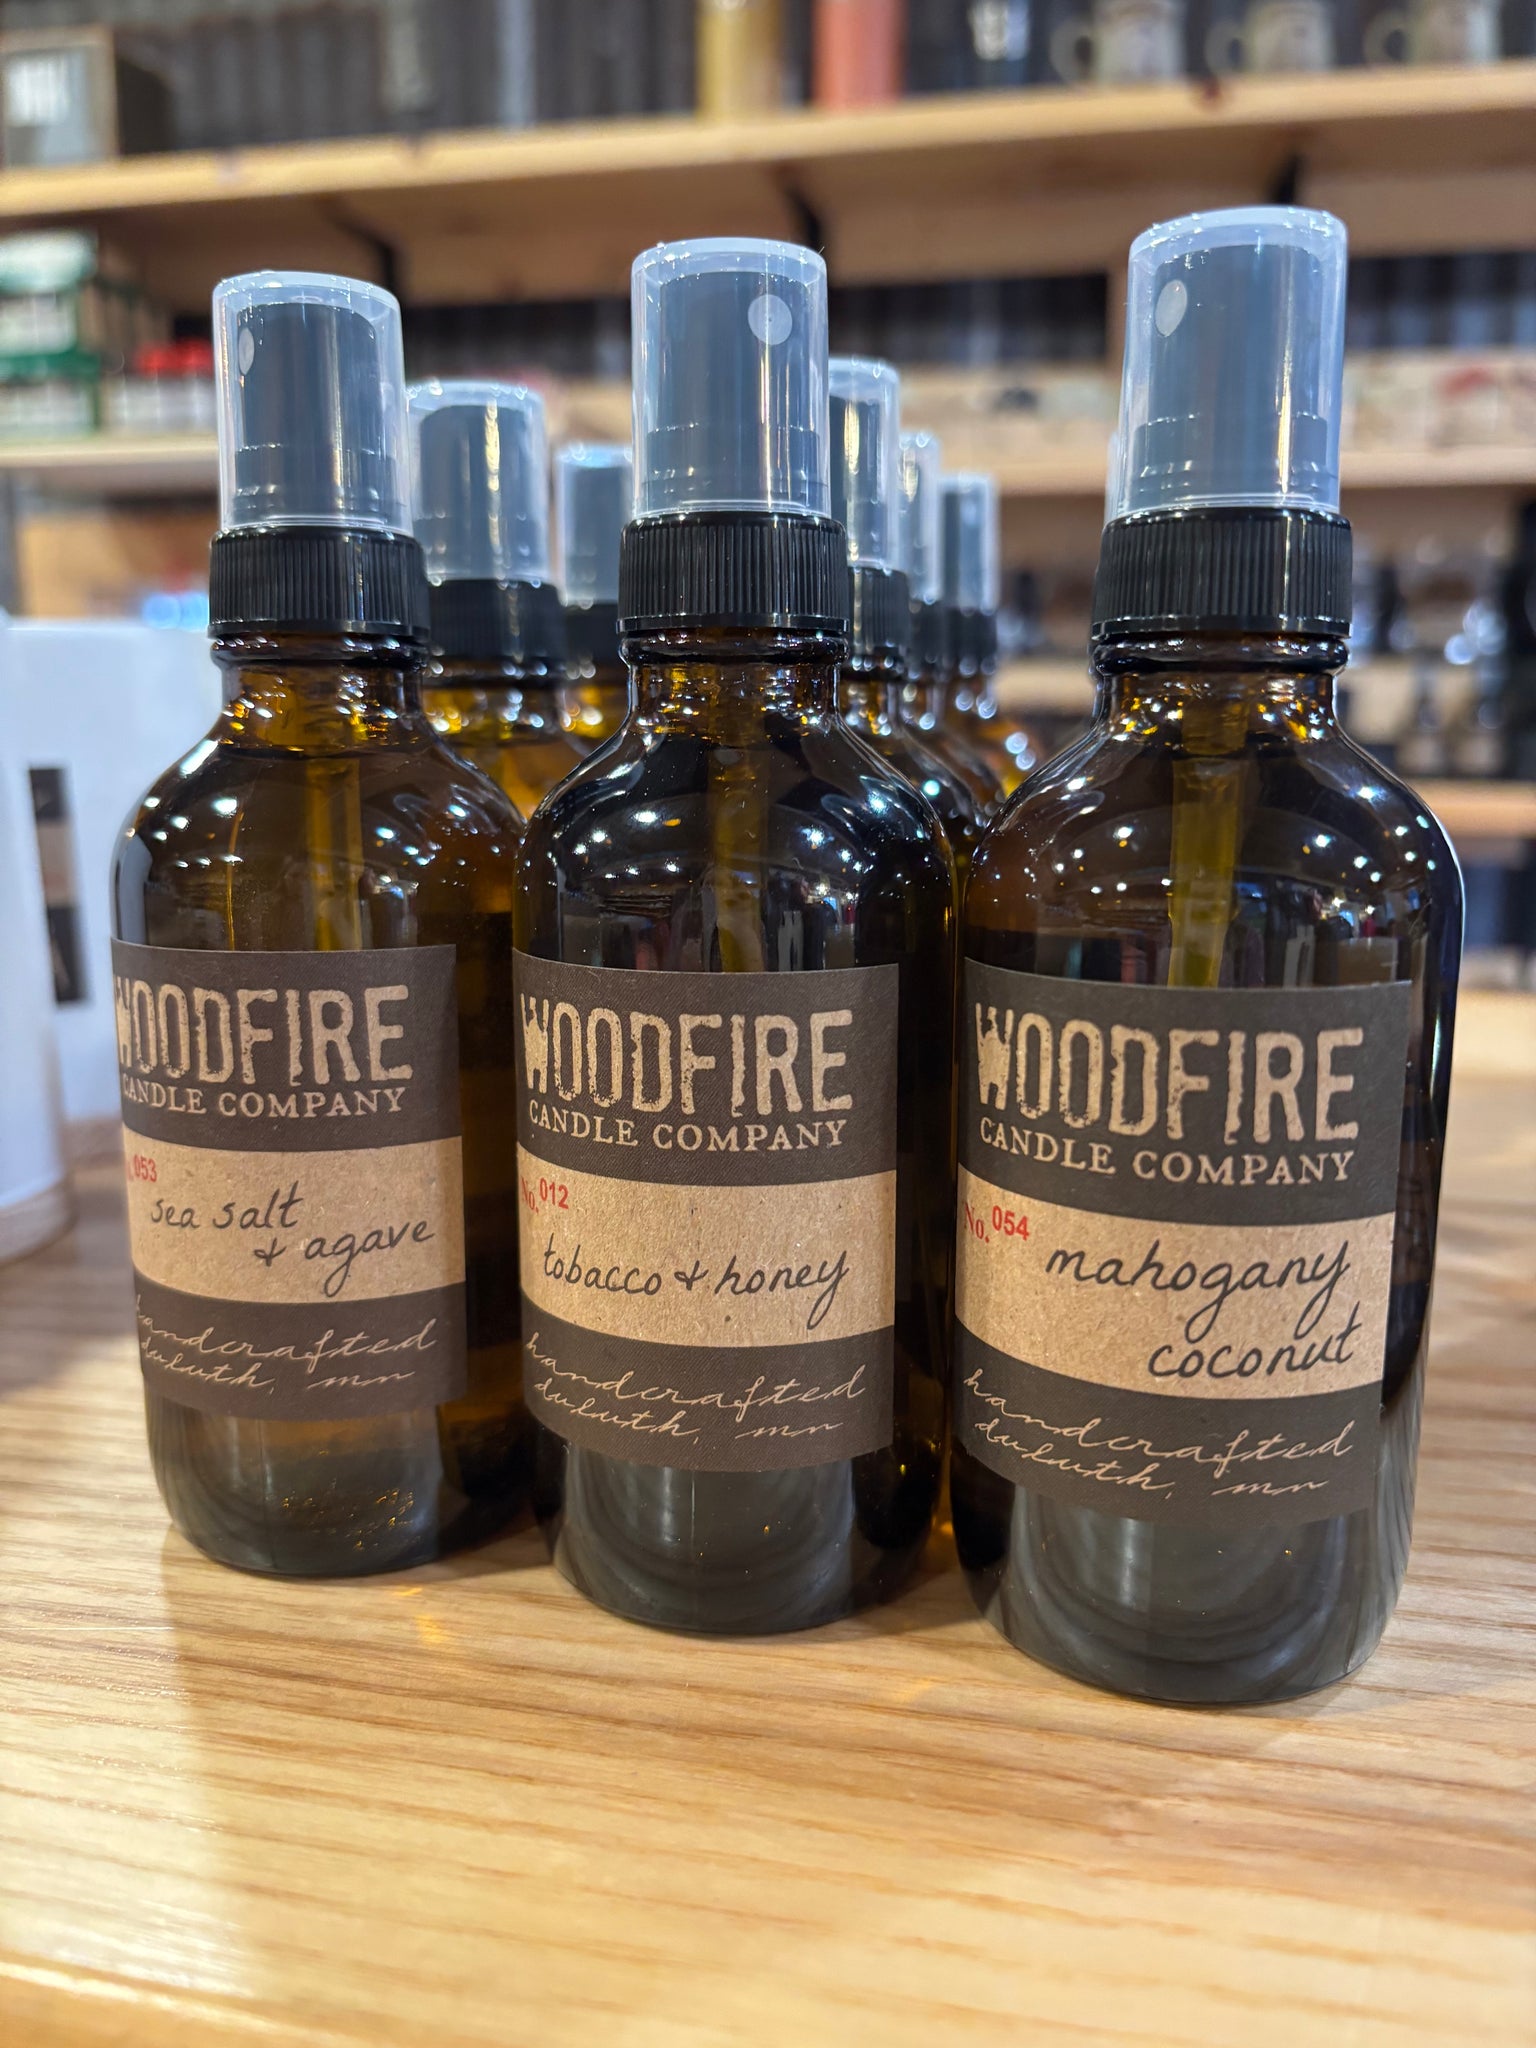 WOODFIRE
CANDLE COMPANY
053
sea salt
& agave
handcrafted
duluth, mn
WOODFIRE
CANDLE COMPANY
No. 012
tobacco & honey
handcrafted
duluth, mn
WOODFIRE
CANDLE COMPANY
No. 054
mahogany
coconut
handcrafted
duluth, mn